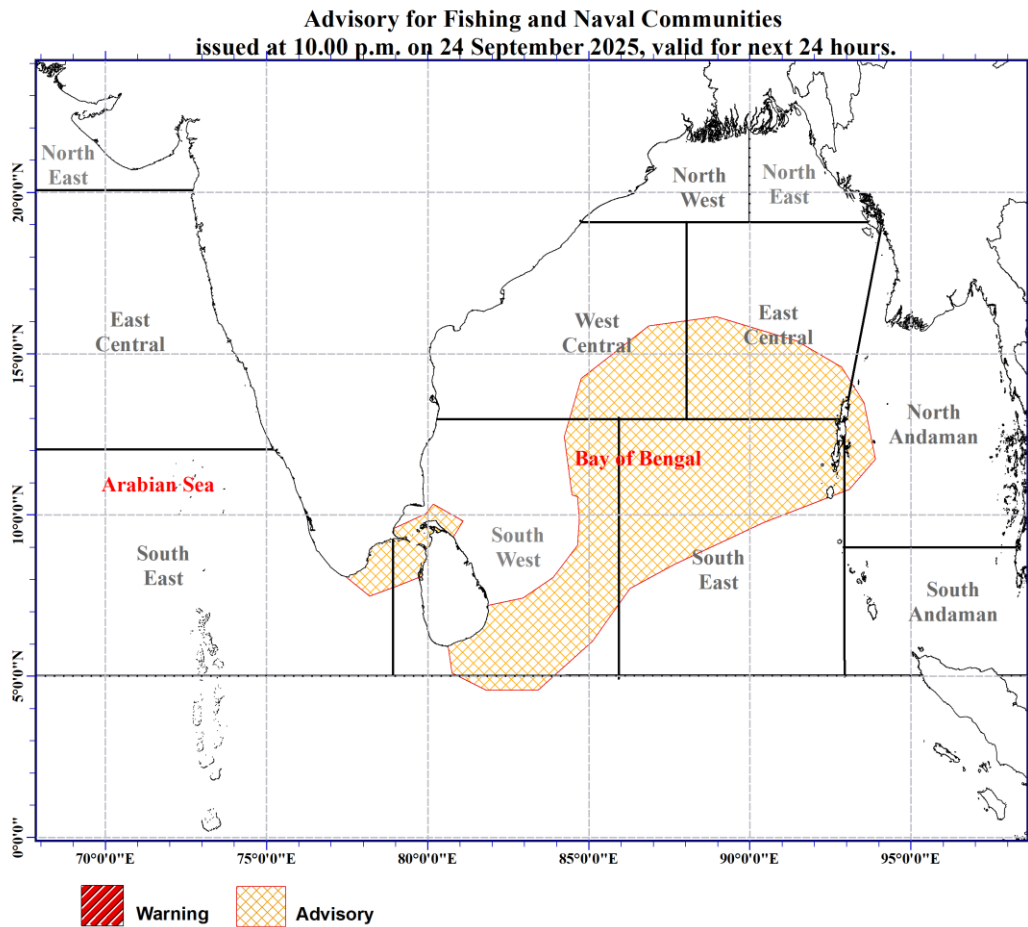 Advisory for Fishing and Naval Communities
issued at 10.00 p.m. on 24 September 2025, valid for next 24 hours.
North
East
North
West
North
East
20°0'0"N
East
Central
West
Central
East
Central
15°0'0"N
North
Andaman
Arabian Sea
Bay of Bengal
10°0'0"N
South
East
South
West
South
East
South
Andaman
5°0'0"N
0°0'0"
70°0'0"E
75°0'0"E
80°0'0"E
85°0'0"E
90°0'0"E
95°0'0"E
Warning
Advisory